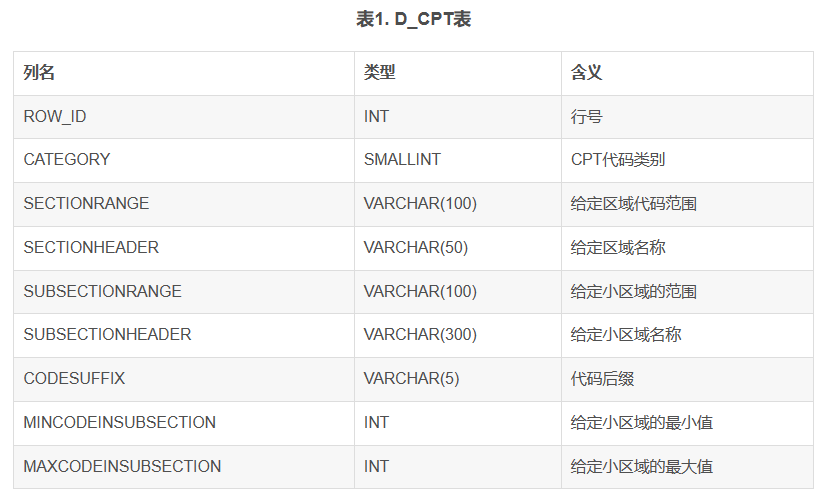 表1. D_CPT表
列名 类型 含义
ROW_ID INT 行号
CATEGORY SMALLINT CPT代码类别
SECTIONRANGE VARCHAR(100) 给定区域代码范围
SECTIONHEADER VARCHAR(50) 给定区域名称
SUBSECTIONRANGE VARCHAR(100) 给定小区域的范围
SUBSECTIONHEADER VARCHAR(300) 给定小区域名称
CODESUFFIX VARCHAR(5) 代码后缀
MINCODEINSUBSECTION INT 给定小区域的最小值
MAXCODEINSUBSECTION INT 给定小区域的最大值